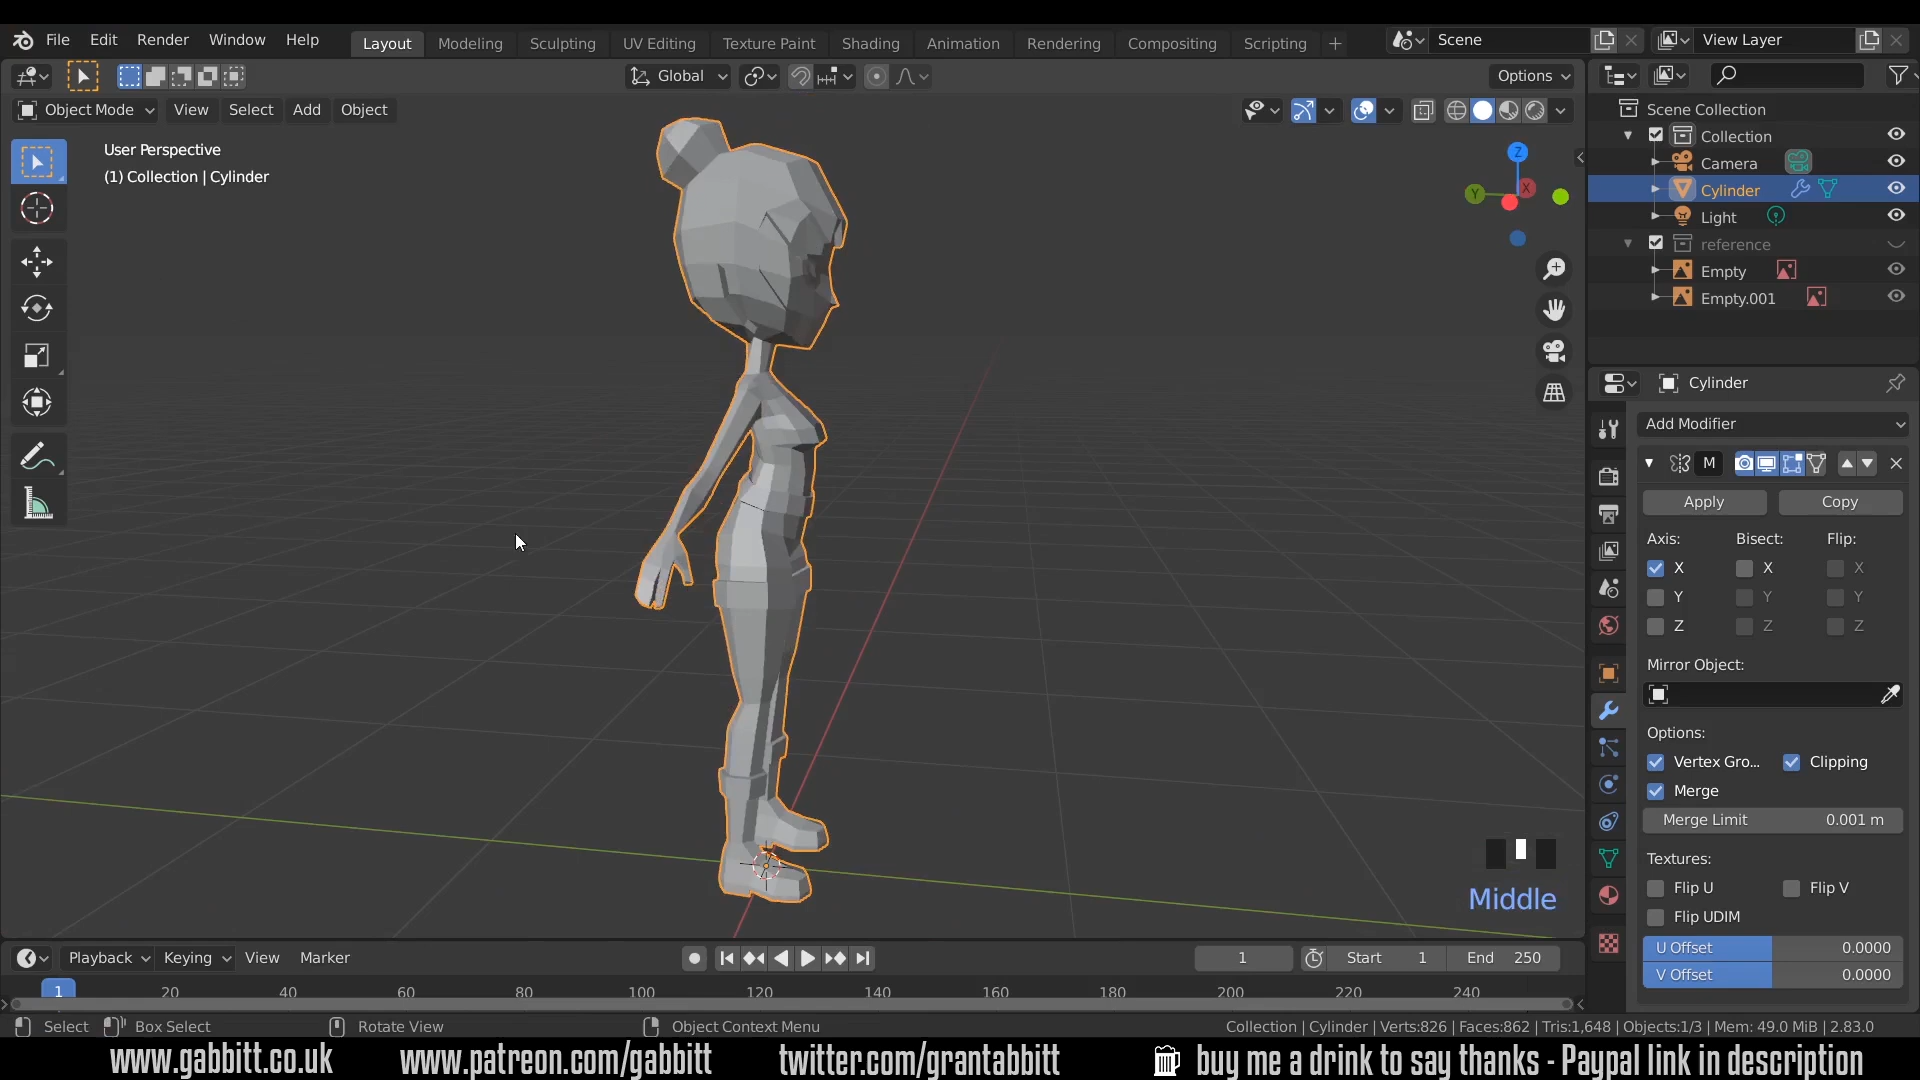 File Edit Render Window Help Layout Modeling Sculpting UV Editing Texture Paint Shading Animation Rendering Compositing Scripting + Scene View Layer
Global Options
Object Mode View Select Add Object
User Perspective
(1) Collection | Cylinder
Z
Y X
Scene Collection
Collection
Camera
Cylinder
Light
reference
Empty
Empty.001
Cylinder
Add Modifier
M
Apply Copy
Axis: Bisect: Flip:
X X X
Y Y Y
Z Z Z
Mirror Object:
Options:
Vertex Gro... Clipping
Merge
Merge Limit 0.001 m
Textures:
Flip U Flip V
Flip UDIM
U Offset 0.0000
V Offset 0.0000
Middle
Playback Keying View Marker 1 Start 1 End 250
1 20 40 60 80 100 120 140 160 180 200 220 240
Select Box Select Rotate View Object Context Menu Collection | Cylinder | Verts:826 | Faces:862 | Tris:1,648 | Objects:1/3 | Mem: 49.0 MiB | 2.83.0
www.gabbitt.co.uk www.patreon.com/gabbitt twitter.com/grantabbitt buy me a drink to say thanks - Paypal link in description